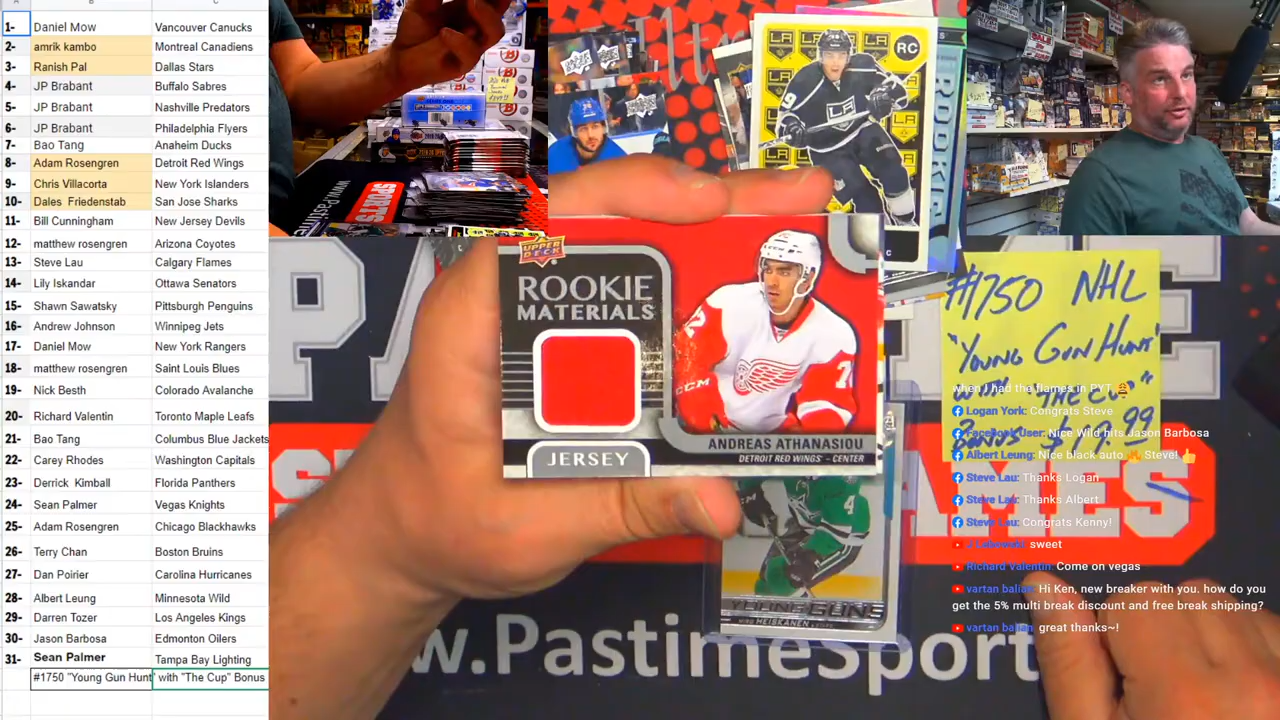 1- Daniel Mow Vancouver Canucks
2- amrik kambo Montreal Canadiens
3- Ranish Pal Dallas Stars
4- JP Brabant Buffalo Sabres
5- JP Brabant Nashville Predators
6- JP Brabant Philadelphia Flyers
7- Bao Tang Anaheim Ducks
8- Adam Rosengren Detroit Red Wings
9- Chris Villacorta New York Islanders
10- Dales Friedenstab San Jose Sharks
11- Bill Cunningham New Jersey Devils
12- matthew rosengren Arizona Coyotes
13- Steve Lau Calgary Flames
14- Lily Iskandar Ottawa Senators
15- Shawn Sawatsky Pittsburgh Penguins
16- Andrew Johnson Winnipeg Jets
17- Daniel Mow New York Rangers
18- matthew rosengren Saint Louis Blues
19- Nick Besth Colorado Avalanche
20- Richard Valentin Toronto Maple Leafs
21- Bao Tang Columbus Blue Jackets
22- Carey Rhodes Washington Capitals
23- Derrick Kimball Florida Panthers
24- Sean Palmer Vegas Knights
25- Adam Rosengren Chicago Blackhawks
26- Terry Chan Boston Bruins
27- Dan Poirier Carolina Hurricanes
28- Albert Leung Minnesota Wild
29- Darren Tozer Los Angeles Kings
30- Jason Barbosa Edmonton Oilers
31- Sean Palmer Tampa Bay Lighting
#1750 "Young Gun Hunt" with "The Cup" Bonus
RC
ROOKIE
UPPER DECK
ROOKIE
MATERIALS
CCM
JERSEY
ANDREAS ATHANASIOU
DETROIT RED WINGS - CENTER
4
YOUNG GUNS
MIRO HEISKANEN
#1750 NHL
"Young Gun Hunt"
with "THE CUP"
Bonus $17.99
when I had the flames in PYT
Logan York: Congrats Steve
Facebook User: Nice Wild hits Jason Barbosa
Albert Leung: Nice black auto Steve!
Steve Lau: Thanks Logan
Steve Lau: Thanks Albert
Steve Lau: Congrats Kenny!
sweet
Richard Valentin: Come on vegas
vartan balian: Hi Ken, new breaker with you. how do you
get the 5% multi break discount and free break shipping?
vartan balian: great thanks~!
w.PastimeSport